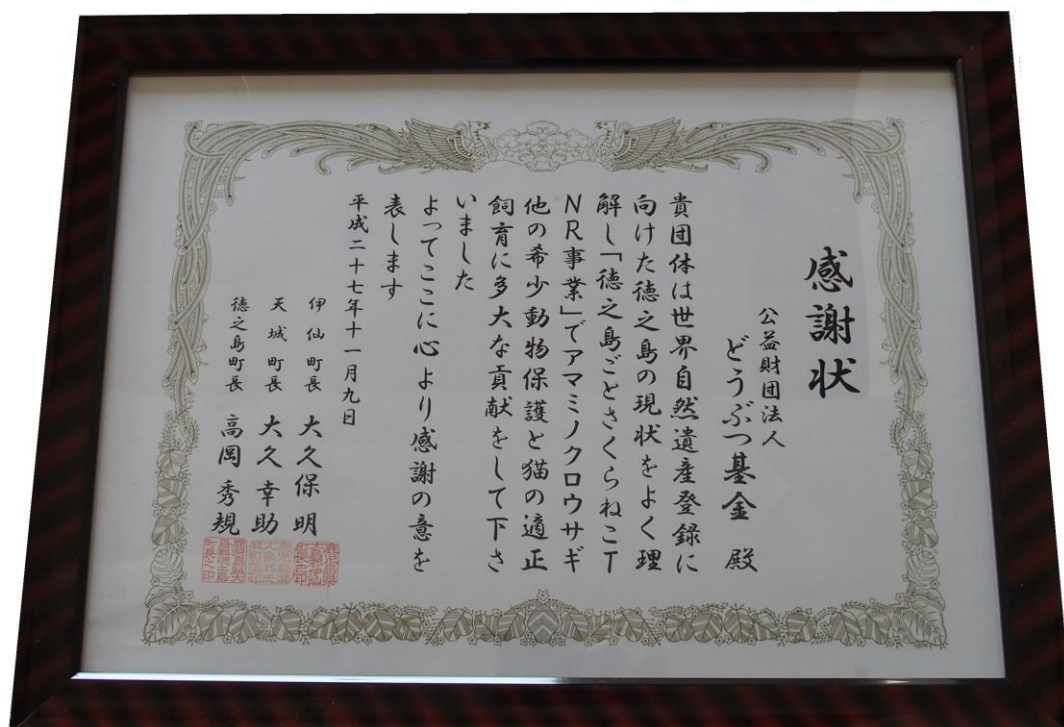 感謝状
公益財団法人
どうぶつ基金 殿
貴団体は世界自然遺産登録に
向けた徳之島の現状をよく理
解し「徳之島ごとさくらねこT
NR事業」でアマミノクロウサギ
他の希少動物保護と猫の適正
飼育に多大な貢献をして下さ
いました
よってここに心より感謝の意を
表します
平成二十七年十一月九日
伊仙町長 大久保明
天城町長 大久幸助
徳之島町長 高岡秀規